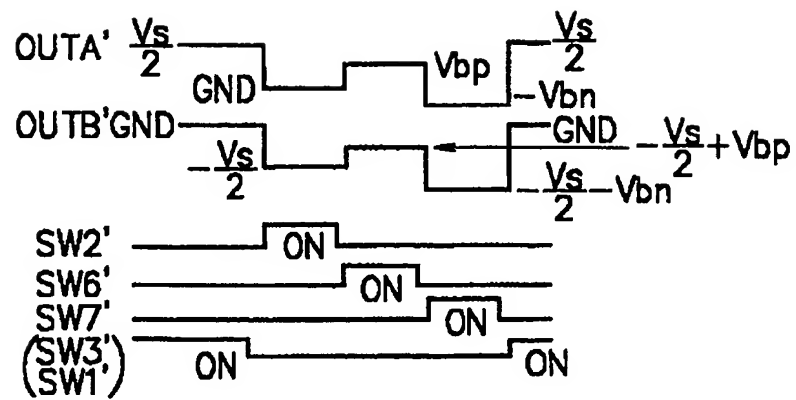 OUTA' Vs/2
Vs/2
GND
Vbp
-Vbn
OUTB' GND
GND
-Vs/2
-Vs/2+Vbp
-Vs/2-Vbn
SW2'
ON
SW6'
ON
SW7'
ON
(SW3'
SW1')
ON
ON